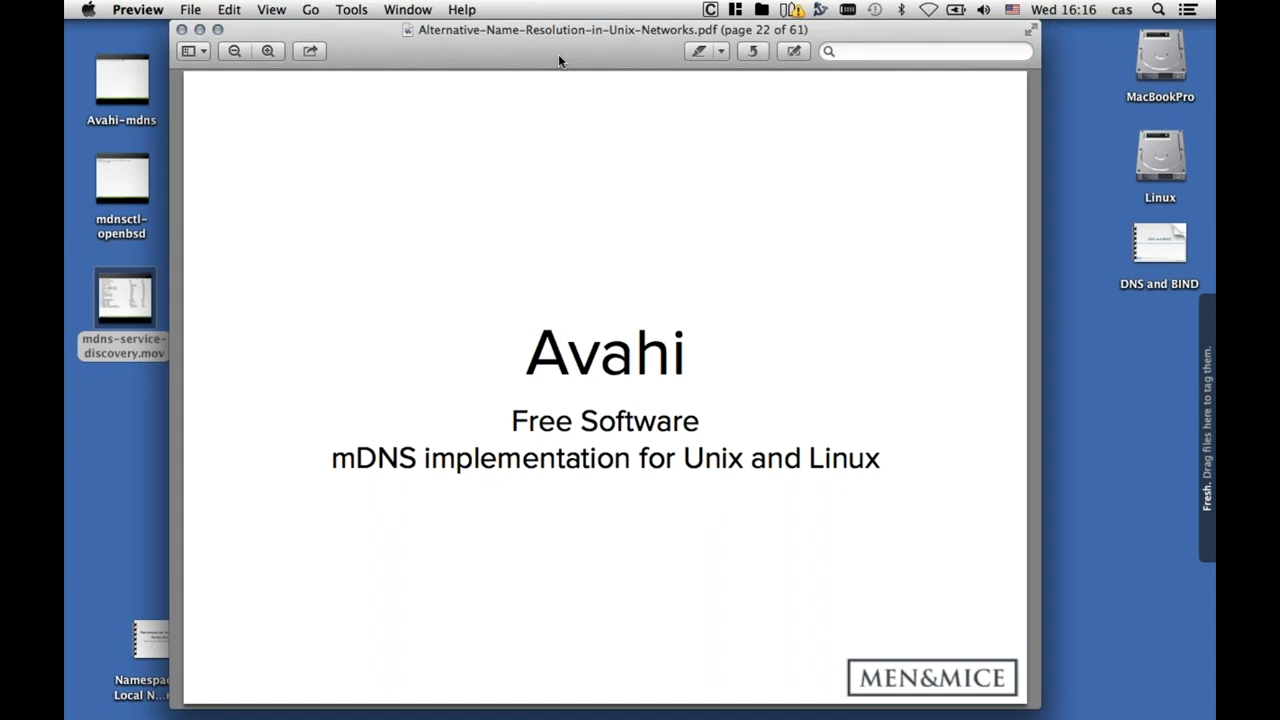 Preview File Edit View Go Tools Window Help
Wed 16:16 cas
Alternative-Name-Resolution-in-Unix-Networks.pdf (page 22 of 61)
Avahi-mdns
mdnsctl-
openbsd
mdns-service-
discovery.mov
Namespac
Local N...r
MacBookPro
Linux
DNS and BIND
Fresh. Drag files here to tag them.
Avahi
Free Software
mDNS implementation for Unix and Linux
MEN&MICE